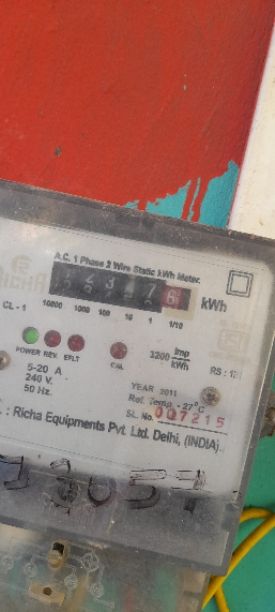 RICHA
A.C. 1 Phase 2 Wire Static kWh Meter.
kWh
CL - 1
10000 1000 100 10 1 1/10
POWER REV. EFLT CAL
3200 imp/kWh
5-20 A
240 V.
50 Hz.
YEAR 2011
Ref. Temp. - 27°C
SL. No. 007215
: Richa Equipments Pvt. Ltd. Delhi, (INDIA)